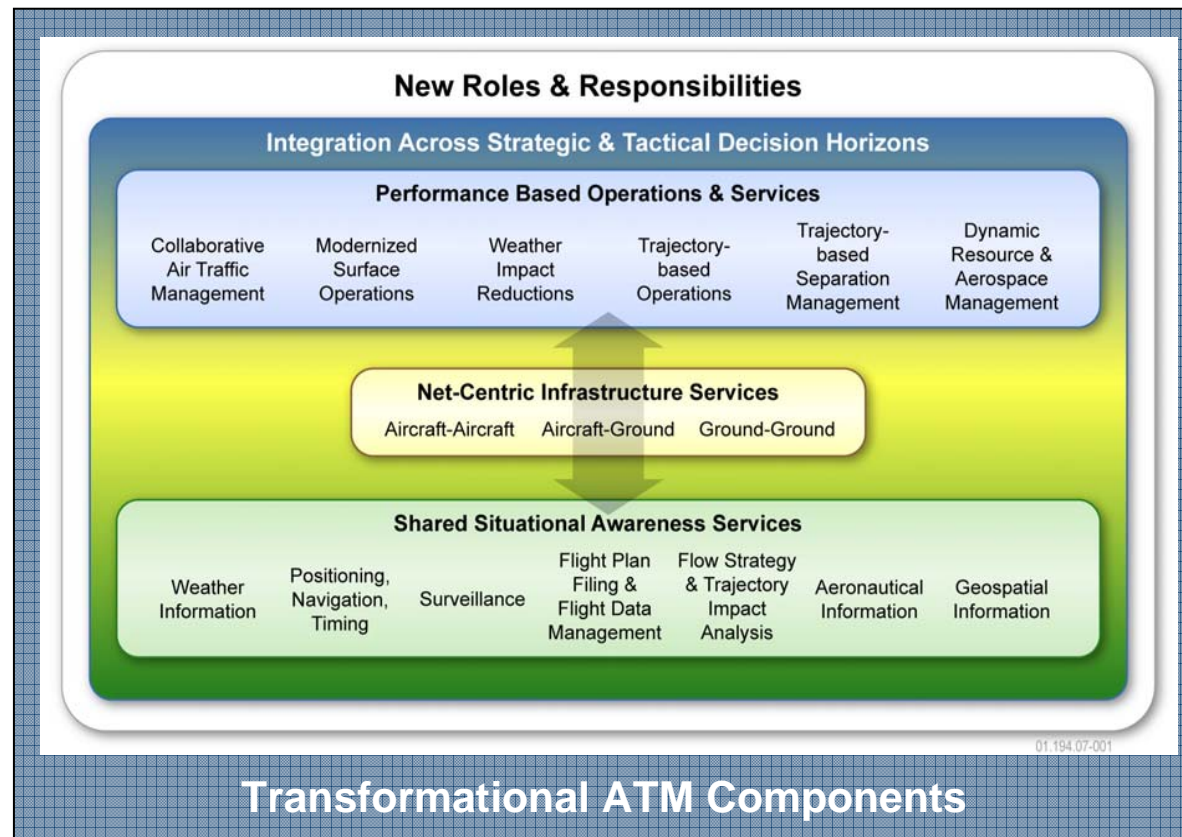 New Roles & Responsibilities
Integration Across Strategic & Tactical Decision Horizons
Performance Based Operations & Services
Collaborative
Air Traffic
Management
Modernized
Surface
Operations
Weather
Impact
Reductions
Trajectory-
based
Operations
Trajectory-
based
Separation
Management
Dynamic
Resource &
Aerospace
Management
Net-Centric Infrastructure Services
Aircraft-Aircraft Aircraft-Ground Ground-Ground
Shared Situational Awareness Services
Weather
Information
Positioning,
Navigation,
Timing
Surveillance
Flight Plan
Filing &
Flight Data
Management
Flow Strategy
& Trajectory
Impact
Analysis
Aeronautical
Information
Geospatial
Information
01.194.07-001
Transformational ATM Components